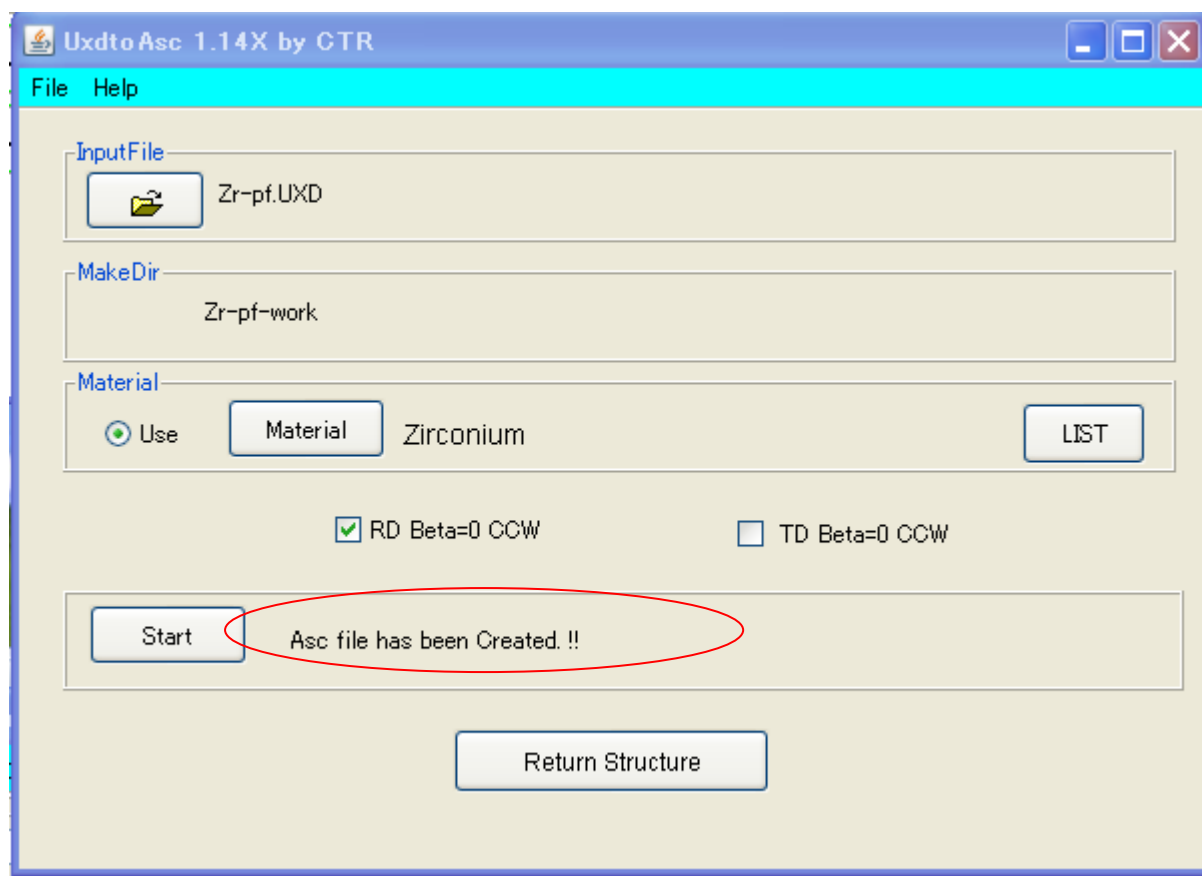 UxdtoAsc 1.14X by CTR
File Help
InputFile
Zr-pf.UXD
MakeDir
Zr-pf-work
Material
Use Material Zirconium LIST
RD Beta=0 CCW TD Beta=0 CCW
Start Asc file has been Created. !!
Return Structure